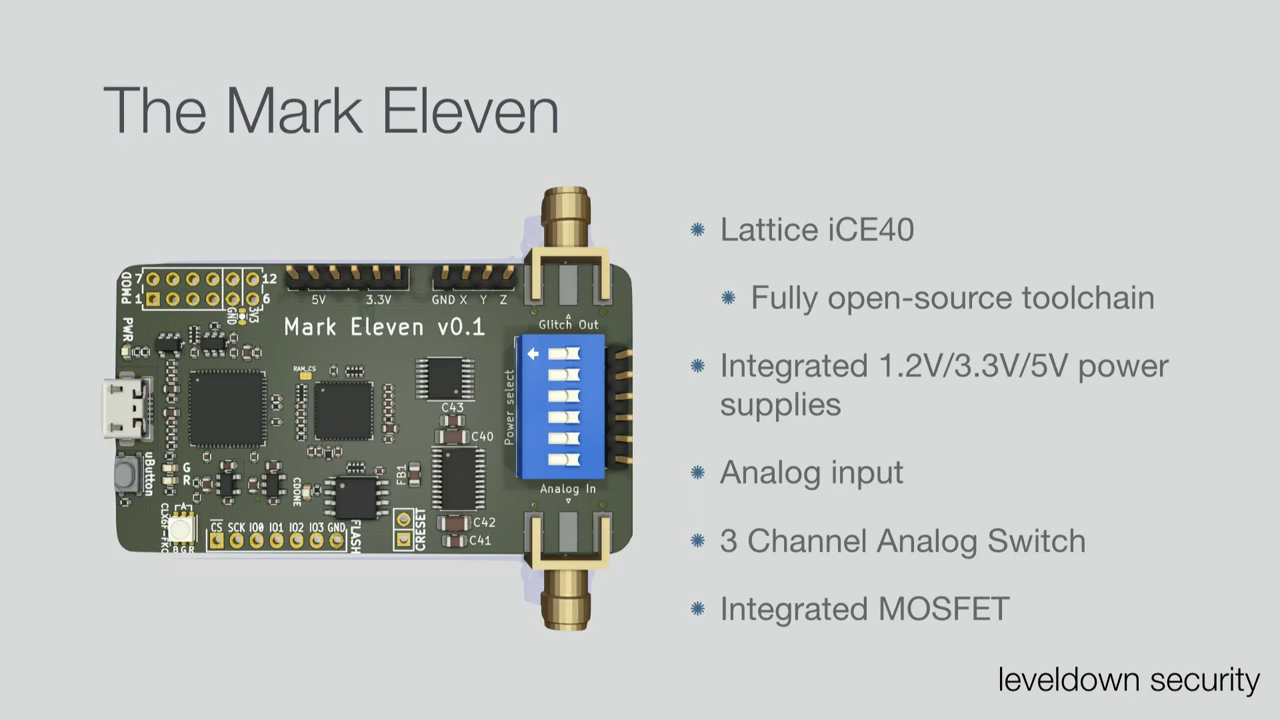 The Mark Eleven
Lattice iCE40
Fully open-source toolchain
Integrated 1.2V/3.3V/5V power
supplies
Analog input
3 Channel Analog Switch
Integrated MOSFET
leveldown security
PMOD
7
12
1
6
GND
3V3
5V
3.3V
GND X Y Z
Mark Eleven v0.1
Glitch Out
PWR
RAM_CS
Power select
C43
C40
FB1
uButton
G
R
CDONE
Analog In
A
CS SCK IO0 IO1 IO2 IO3 GND
FLASH
CRESET
C42
C41